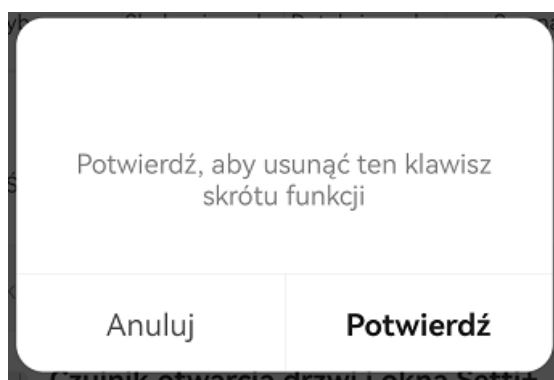 Potwierdź, aby usunąć ten klawisz
skrótu funkcji
Anuluj
Potwierdź